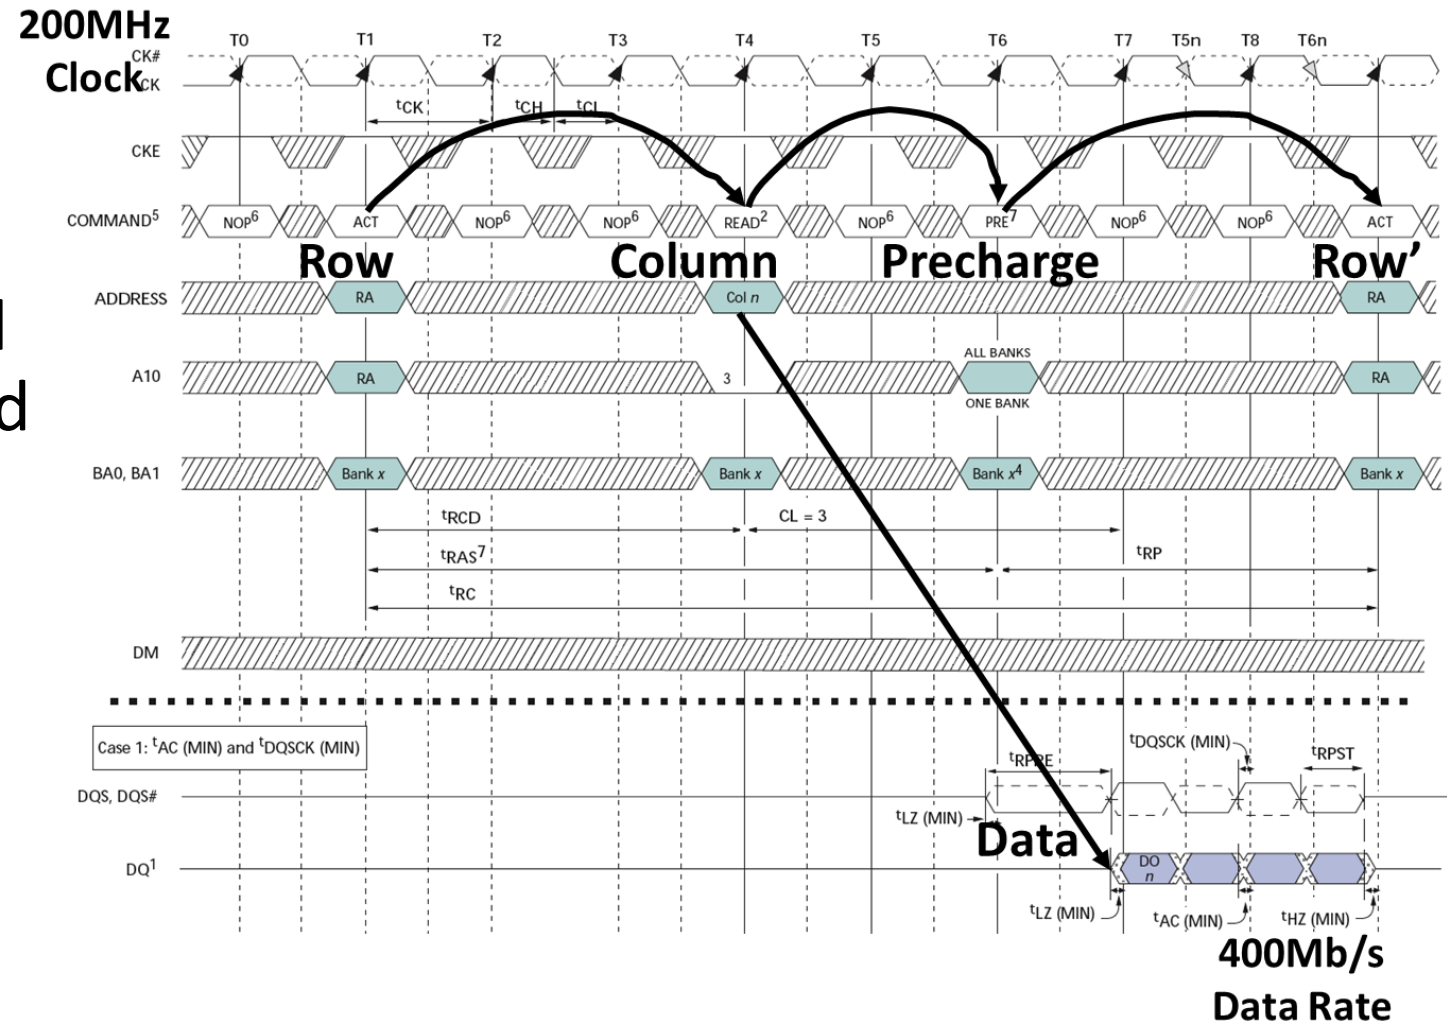 200MHz
Clock
CK#
CK
T0 T1 T2 T3 T4 T5 T6 T7 T5n T8 T6n
tCK tCH tCL
CKE
COMMAND5 NOP6 ACT NOP6 NOP6 READ2 NOP6 PRE7 NOP6 NOP6 ACT
Row Column Precharge Row’
ADDRESS RA Col n RA
d
ALL BANKS
A10 RA 3 RA
ONE BANK
BA0, BA1 Bank x Bank x Bank x4 Bank x
tRCD CL = 3
tRAS7 tRP
tRC
DM
Case 1: tAC (MIN) and tDQSCK (MIN)
tDQSCK (MIN)
tRPRE tRPST
DQS, DQS#
tLZ (MIN)
Data
DQ1 DO
n
tLZ (MIN) tAC (MIN) tHZ (MIN)
400Mb/s
Data Rate